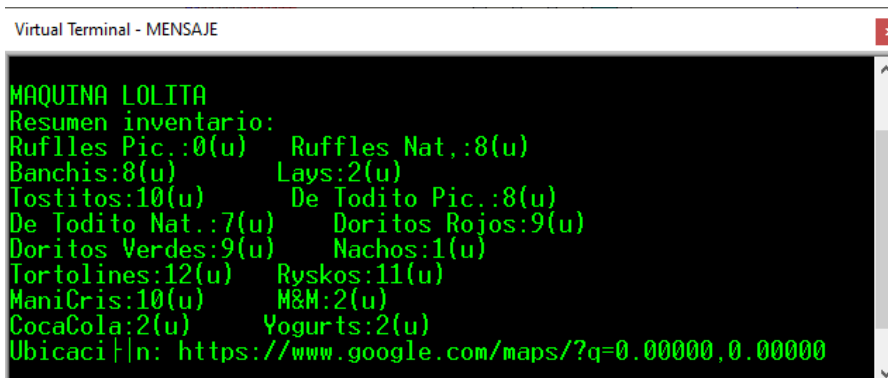 Virtual Terminal - MENSAJE
MAQUINA LOLITA
Resumen inventario:
Ruflles Pic.:0(u) Ruffles Nat,:8(u)
Banchis:8(u) Lays:2(u)
Tostitos:10(u) De Todito Pic.:8(u)
De Todito Nat.:7(u) Doritos Rojos:9(u)
Doritos Verdes:9(u) Nachos:1(u)
Tortolines:12(u) Ryskos:11(u)
ManiCris:10(u) M&M:2(u)
CocaCola:2(u) Yogurts:2(u)
Ubicaci├│n: https://www.google.com/maps/?q=0.00000,0.00000